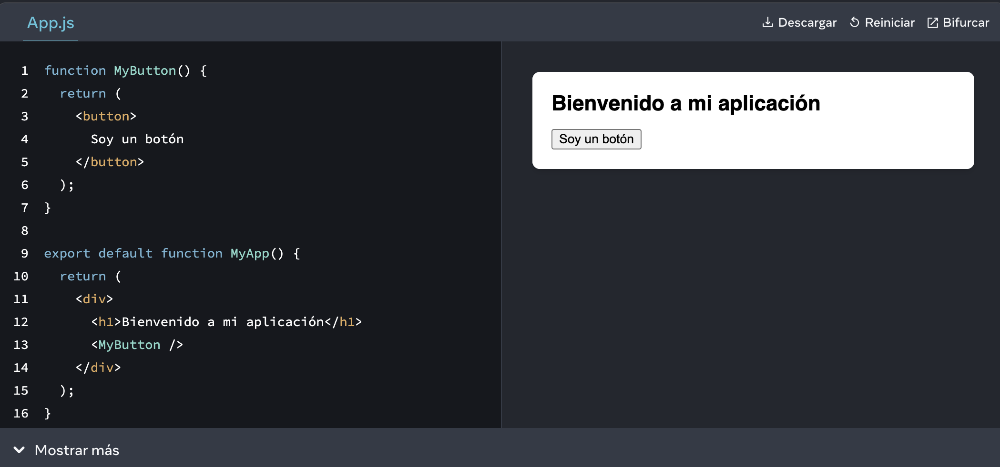 App.js
Descargar Reiniciar Bifurcar
1 function MyButton() {
2   return (
3     <button>
4       Soy un botón
5     </button>
6   );
7 }
8
9 export default function MyApp() {
10   return (
11     <div>
12       <h1>Bienvenido a mi aplicación</h1>
13       <MyButton />
14     </div>
15   );
16 }
Bienvenido a mi aplicación
Soy un botón
Mostrar más